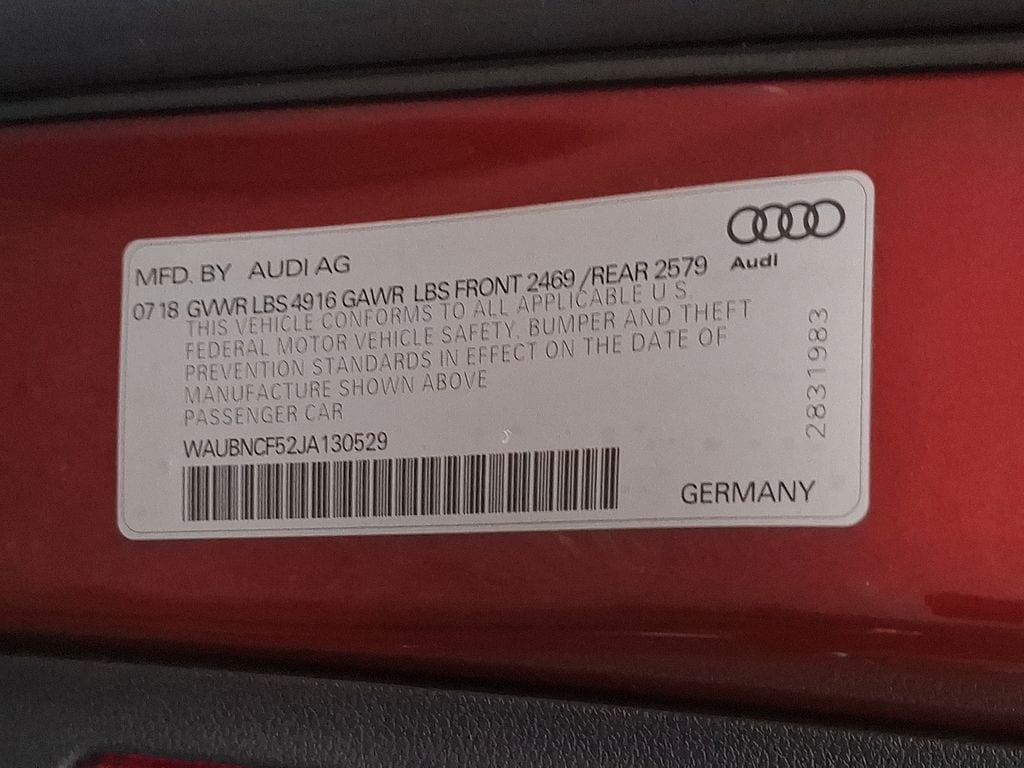 MFD. BY AUDI AG
Audi
07 18 GVWR LBS 4916 GAWR LBS FRONT 2469 /REAR 2579
THIS VEHICLE CONFORMS TO ALL APPLICABLE U S
FEDERAL MOTOR VEHICLE SAFETY, BUMPER AND THEFT
PREVENTION STANDARDS IN EFFECT ON THE DATE OF
MANUFACTURE SHOWN ABOVE
PASSENGER CAR
WAUBNCF52JA130529
GERMANY
2831983